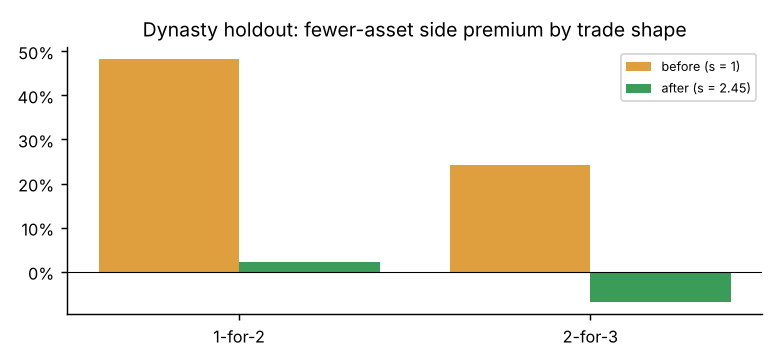 Dynasty holdout: fewer-asset side premium by trade shape
50%
before (s = 1)
after (s = 2.45)
40%
30%
20%
10%
0%
1-for-2
2-for-3